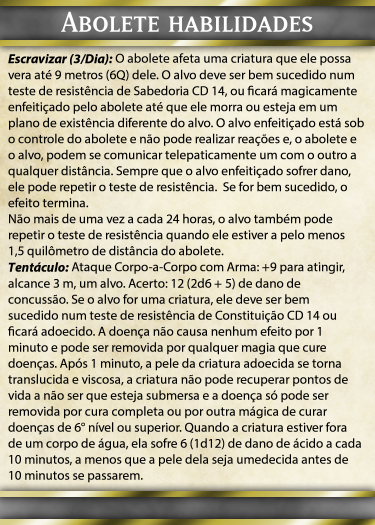 ABOLETE HABILIDADES
Escravizar (3/Dia): O abolete afeta uma criatura que ele possa
vera até 9 metros (6Q) dele. O alvo deve ser bem sucedido num
teste de resistência de Sabedoria CD 14, ou ficará magicamente
enfeitiçado pelo abolete até que ele morra ou esteja em um
plano de existência diferente do alvo. O alvo enfeitiçado está sob
o controle do abolete e não pode realizar reações e, o abolete e
o alvo, podem se comunicar telepaticamente um com o outro a
qualquer distância. Sempre que o alvo enfeitiçado sofrer dano,
ele pode repetir o teste de resistência.  Se for bem sucedido, o
efeito termina.
Não mais de uma vez a cada 24 horas, o alvo também pode
repetir o teste de resistência quando ele estiver a pelo menos
1,5 quilômetro de distância do abolete.
Tentáculo: Ataque Corpo-a-Corpo com Arma: +9 para atingir,
alcance 3 m, um alvo. Acerto: 12 (2d6 + 5) de dano de
concussão. Se o alvo for uma criatura, ele deve ser bem
sucedido num teste de resistência de Constituição CD 14 ou
ficará adoecido. A doença não causa nenhum efeito por 1
minuto e pode ser removida por qualquer magia que cure
doenças. Após 1 minuto, a pele da criatura adoecida se torna
translucida e viscosa, a criatura não pode recuperar pontos de
vida a não ser que esteja submersa e a doença só pode ser
removida por cura completa ou por outra mágica de curar
doenças de 6° nível ou superior. Quando a criatura estiver fora
de um corpo de água, ela sofre 6 (1d12) de dano de ácido a cada
10 minutos, a menos que a pele dela seja umedecida antes de
10 minutos se passarem.